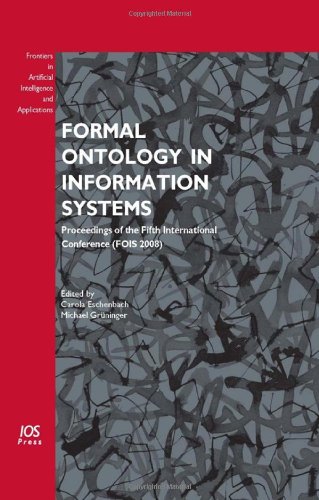 Frontiers in
Artificial
Intelligence and
Applications
FORMAL
ONTOLOGY IN
INFORMATION
SYSTEMS
Proceedings of the Fifth International
Conference (FOIS 2008)
Edited by
Carola Eschenbach
Michael Grüninger
IOS
Press